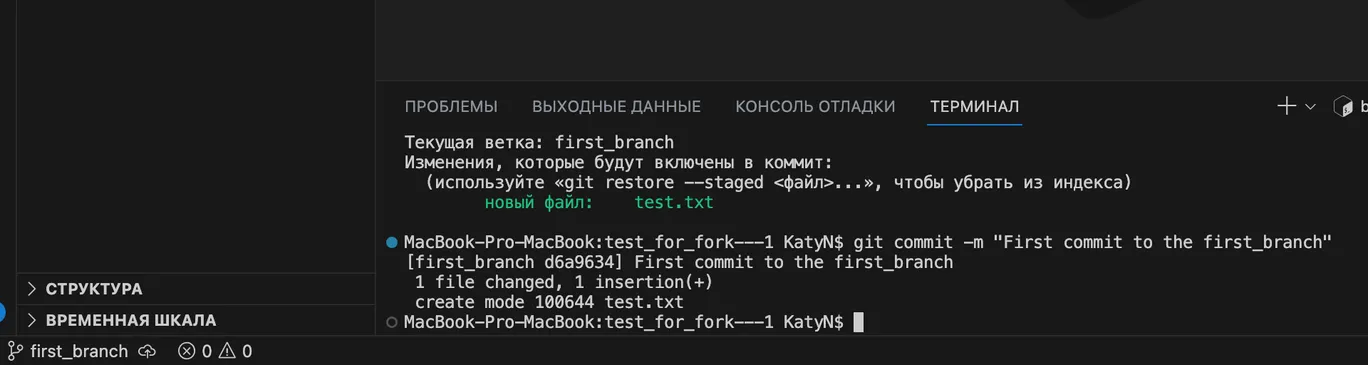 ПРОБЛЕМЫ ВЫХОДНЫЕ ДАННЫЕ КОНСОЛЬ ОТЛАДКИ ТЕРМИНАЛ b
Текущая ветка: first_branch
Изменения, которые будут включены в коммит:
(используйте «git restore --staged <файл>...», чтобы убрать из индекса)
новый файл: test.txt
MacBook-Pro-MacBook:test_for_fork---1 KatyN$ git commit -m "First commit to the first_branch"
[first_branch d6a9634] First commit to the first_branch
1 file changed, 1 insertion(+)
create mode 100644 test.txt
MacBook-Pro-MacBook:test_for_fork---1 KatyN$
СТРУКТУРА
ВРЕМЕННАЯ ШКАЛА
first_branch 0 0